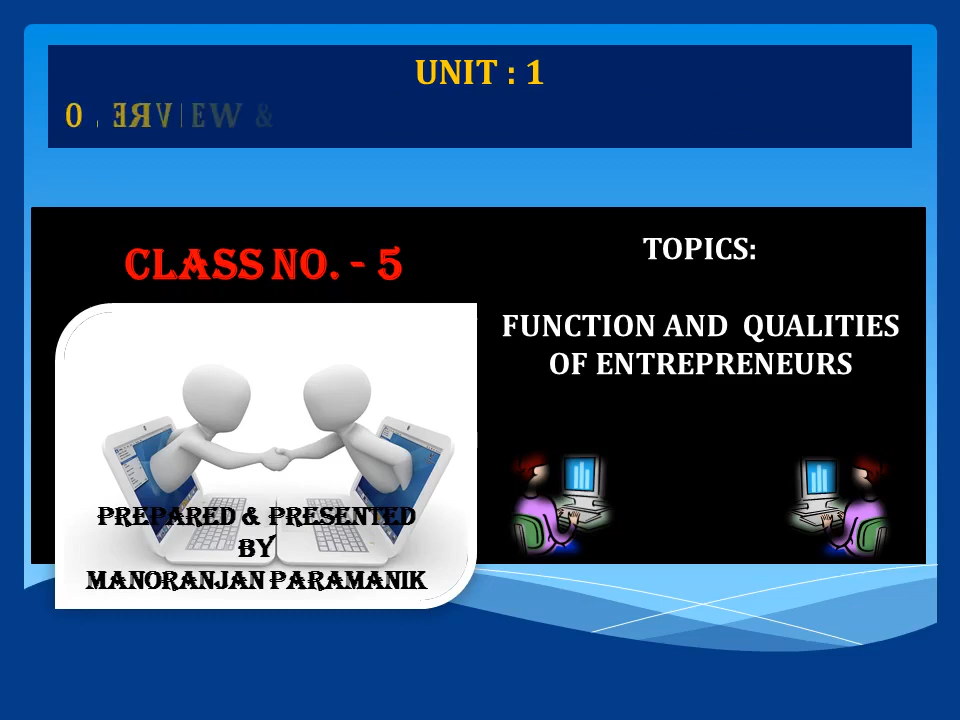 UNIT : 1
&
CLASS NO. - 5
TOPICS:
FUNCTION AND QUALITIES
OF ENTREPRENEURS
PREPARED & PRESENTED
BY
MANORANJAN PARAMANIK